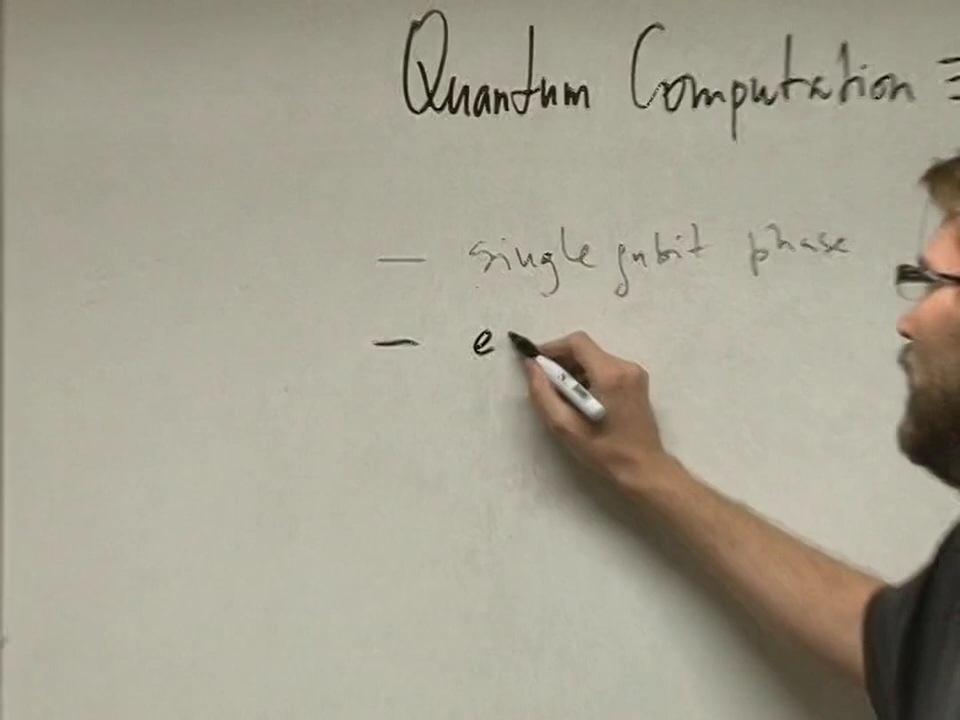 Quantum Computation =
— single qubit phase
— e